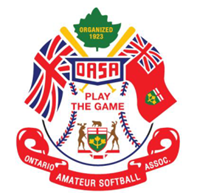 ORGANIZED
1923
OASA
PLAY
THE GAME
ONTARIO AMATEUR SOFTBALL ASSOC.